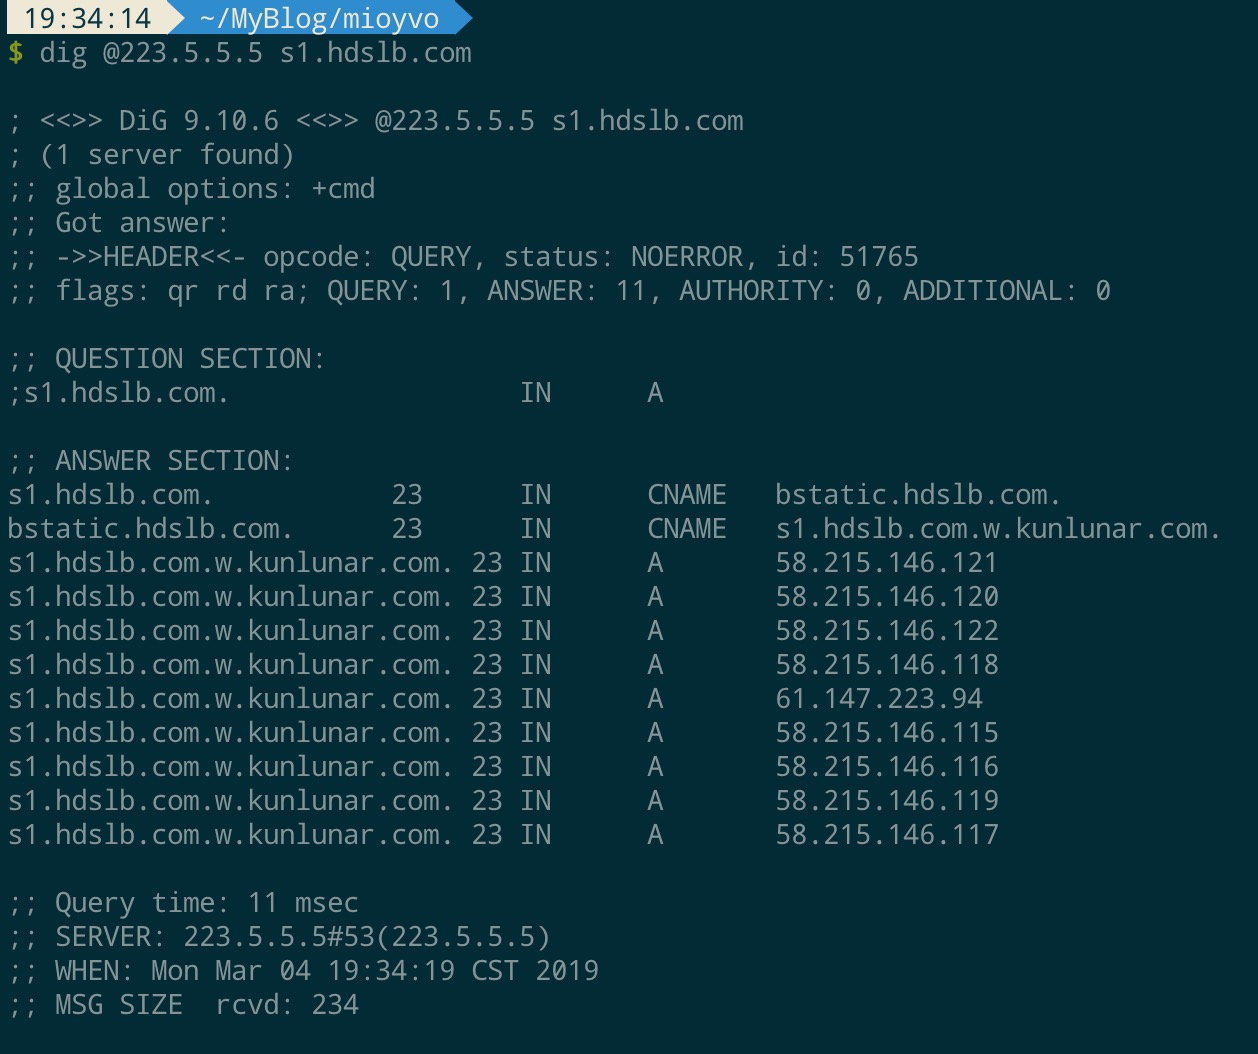 19:34:14 ~/MyBlog/mioyvo
$ dig @223.5.5.5 s1.hdslb.com
; <<>> DiG 9.10.6 <<>> @223.5.5.5 s1.hdslb.com
; (1 server found)
;; global options: +cmd
;; Got answer:
;; ->>HEADER<<- opcode: QUERY, status: NOERROR, id: 51765
;; flags: qr rd ra; QUERY: 1, ANSWER: 11, AUTHORITY: 0, ADDITIONAL: 0
;; QUESTION SECTION:
;s1.hdslb.com. IN A
;; ANSWER SECTION:
s1.hdslb.com. 23 IN CNAME bstatic.hdslb.com.
bstatic.hdslb.com. 23 IN CNAME s1.hdslb.com.w.kunlunar.com.
s1.hdslb.com.w.kunlunar.com. 23 IN A 58.215.146.121
s1.hdslb.com.w.kunlunar.com. 23 IN A 58.215.146.120
s1.hdslb.com.w.kunlunar.com. 23 IN A 58.215.146.122
s1.hdslb.com.w.kunlunar.com. 23 IN A 58.215.146.118
s1.hdslb.com.w.kunlunar.com. 23 IN A 61.147.223.94
s1.hdslb.com.w.kunlunar.com. 23 IN A 58.215.146.115
s1.hdslb.com.w.kunlunar.com. 23 IN A 58.215.146.116
s1.hdslb.com.w.kunlunar.com. 23 IN A 58.215.146.119
s1.hdslb.com.w.kunlunar.com. 23 IN A 58.215.146.117
;; Query time: 11 msec
;; SERVER: 223.5.5.5#53(223.5.5.5)
;; WHEN: Mon Mar 04 19:34:19 CST 2019
;; MSG SIZE  rcvd: 234